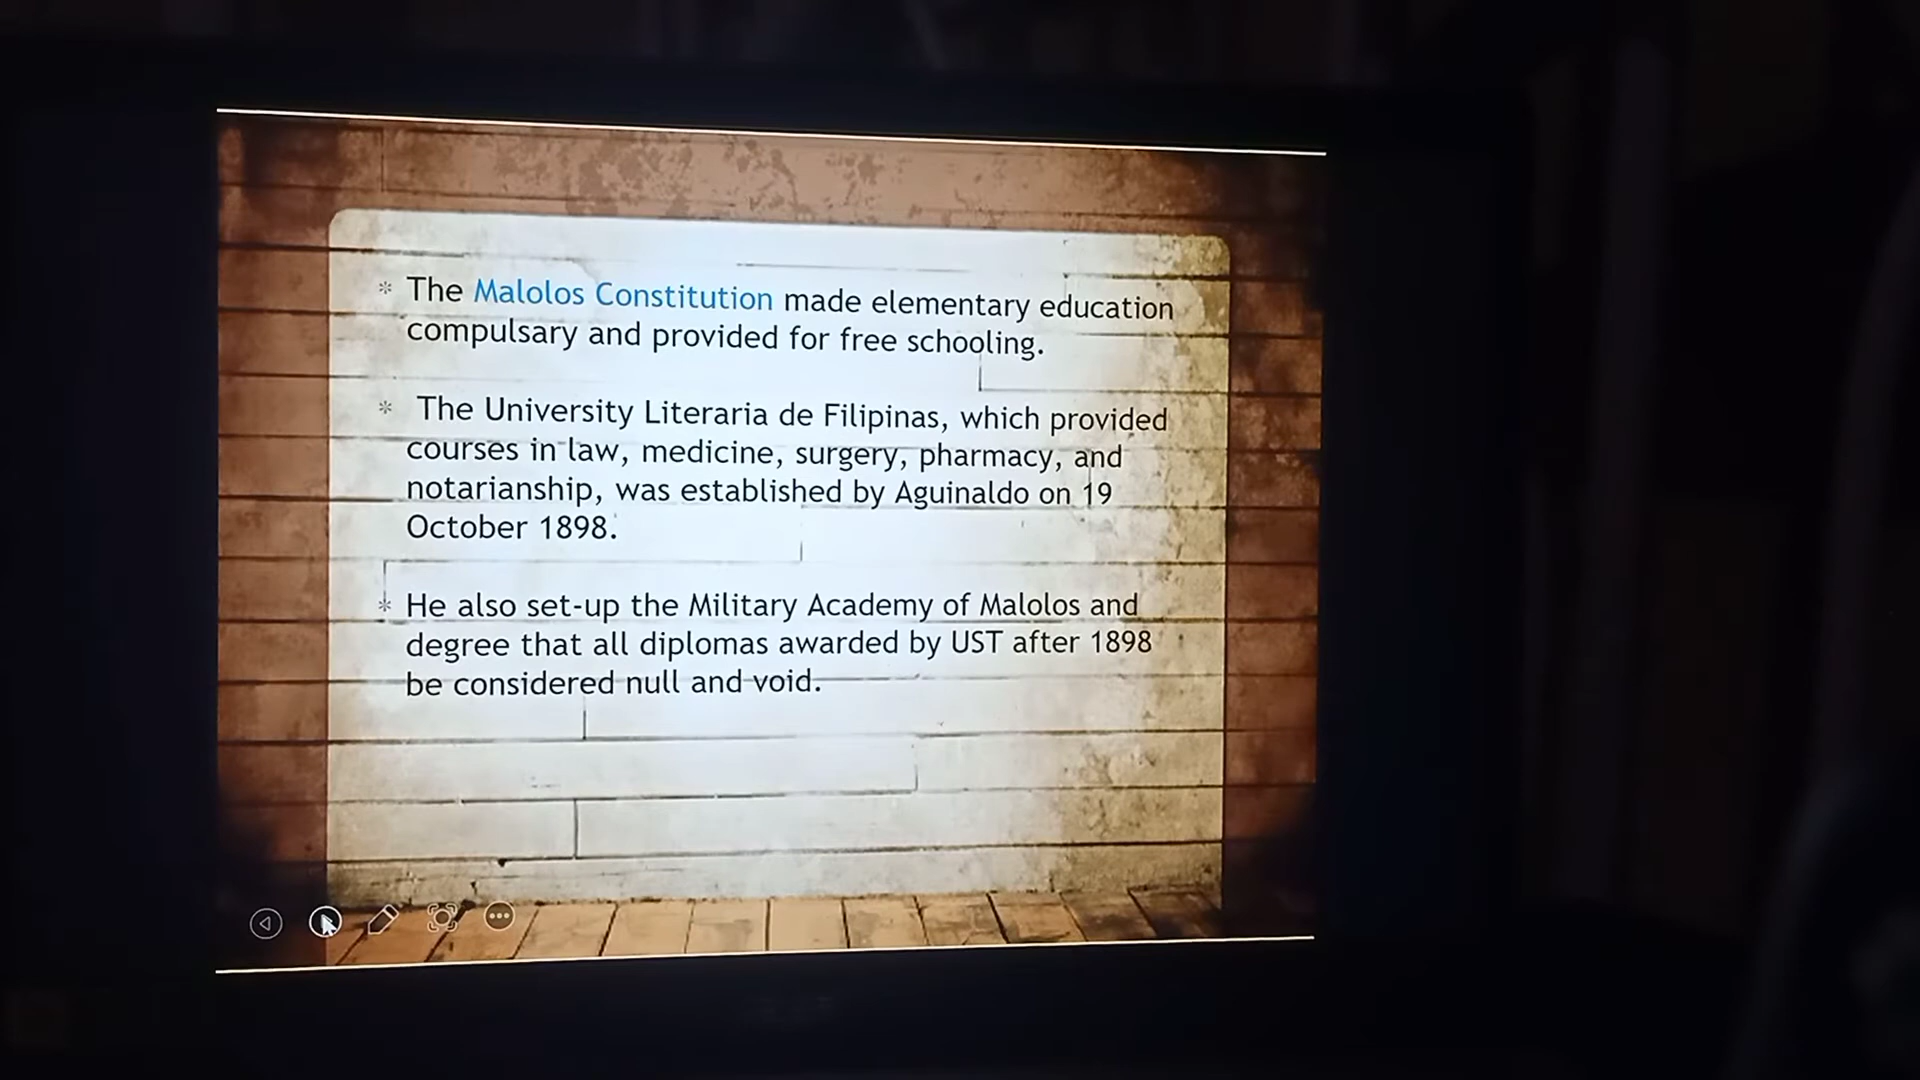 * The Malolos Constitution made elementary education
compulsary and provided for free schooling.
* The University Literaria de Filipinas, which provided
courses in law, medicine, surgery, pharmacy, and
notarianship, was established by Aguinaldo on 19
October 1898.
* He also set-up the Military Academy of Malolos and
degree that all diplomas awarded by UST after 1898
be considered null and void.